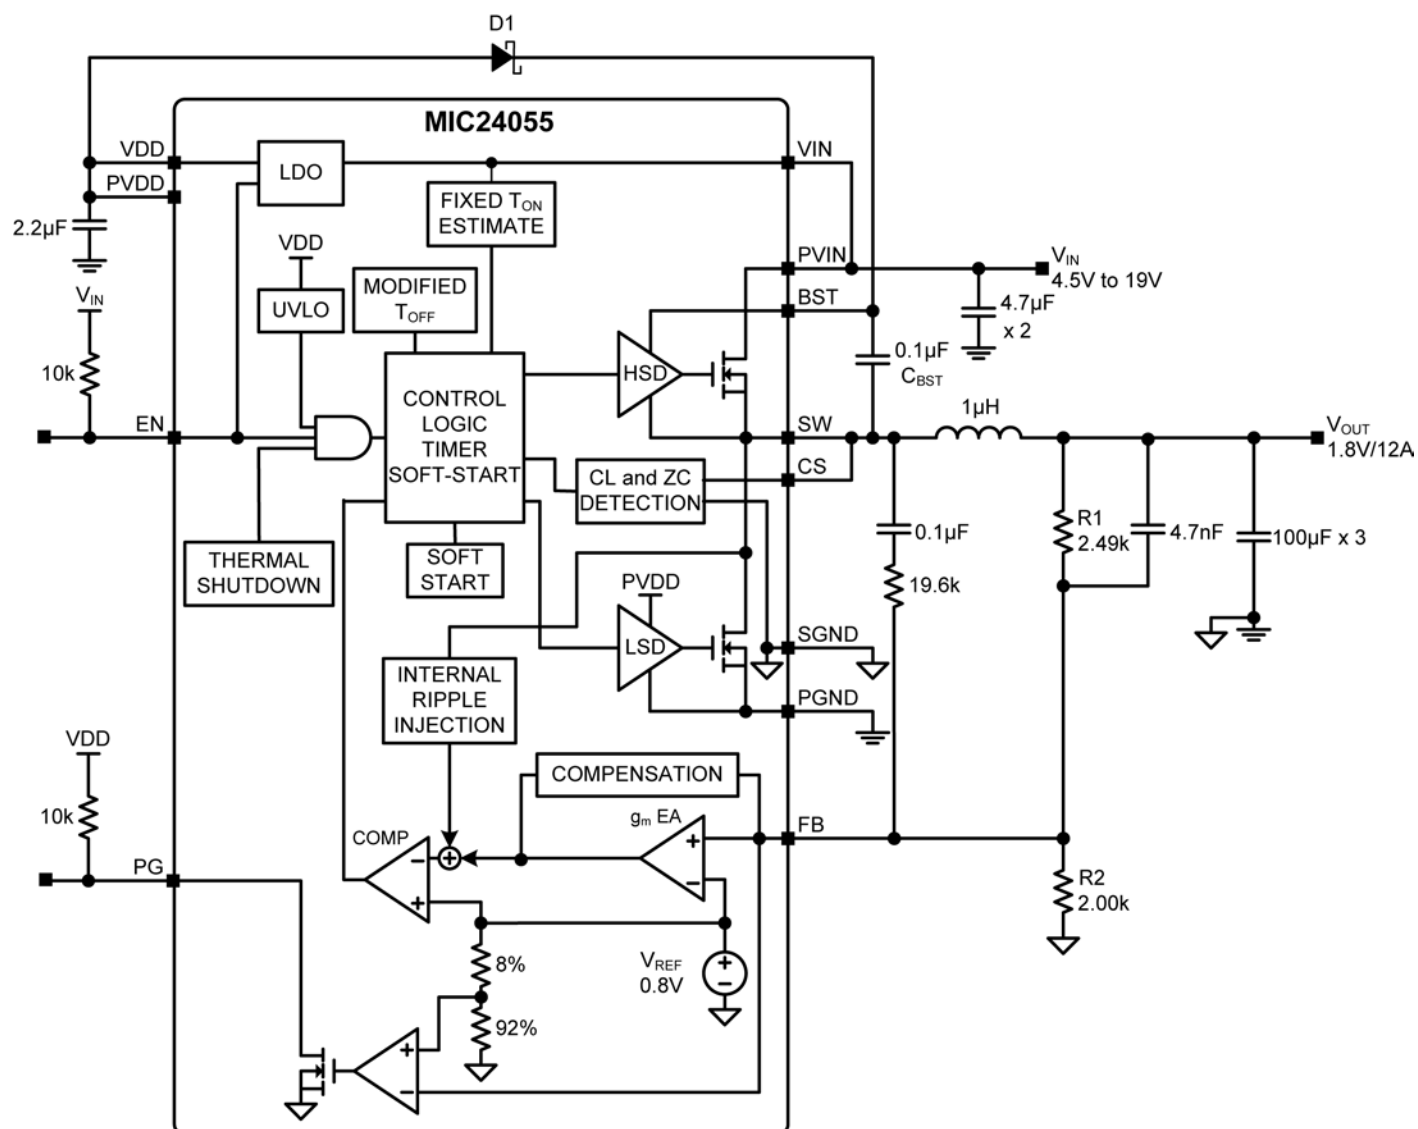 D1
MIC24055
VDD
LDO
VIN
PVDD
FIXED TON
ESTIMATE
2.2µF
VDD
PVIN
VIN
4.5V to 19V
VIN
UVLO
MODIFIED
TOFF
BST
4.7µF
x 2
10k
HSD
0.1µF
CBST
CONTROL
LOGIC
TIMER
SOFT-START
EN
SW
1µH
VOUT
1.8V/12A
CL and ZC
DETECTION
CS
THERMAL
SHUTDOWN
SOFT
START
0.1µF
R1
2.49k
4.7nF
100µF x 3
PVDD
19.6k
LSD
SGND
INTERNAL
RIPPLE
INJECTION
PGND
VDD
COMPENSATION
10k
COMP
gm EA
+
−
FB
PG
−
+
+
R2
2.00k
8%
VREF
0.8V
+
−
92%
+
−